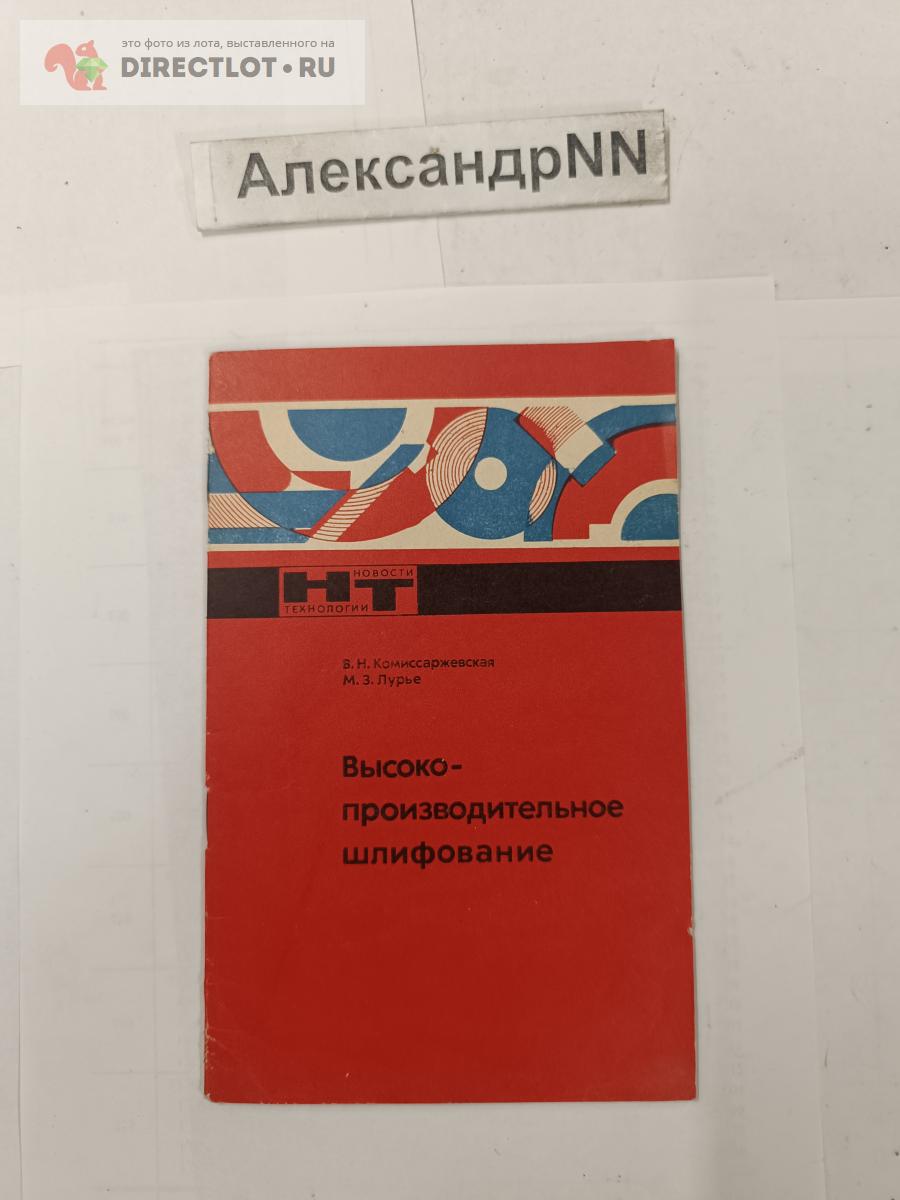 это фото из лота, выставленного на
DIRECTLOT•RU
АлександрNN
НТ
НОВОСТИ
ТЕХНОЛОГИИ
В. Н. Комиссаржевская
М. З. Лурье
Высоко-
производительное
шлифование